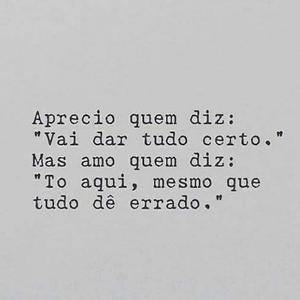 Aprecio quem diz:
"Vai dar tudo certo."
Mas amo quem diz:
"To aqui, mesmo que
tudo dê errado."